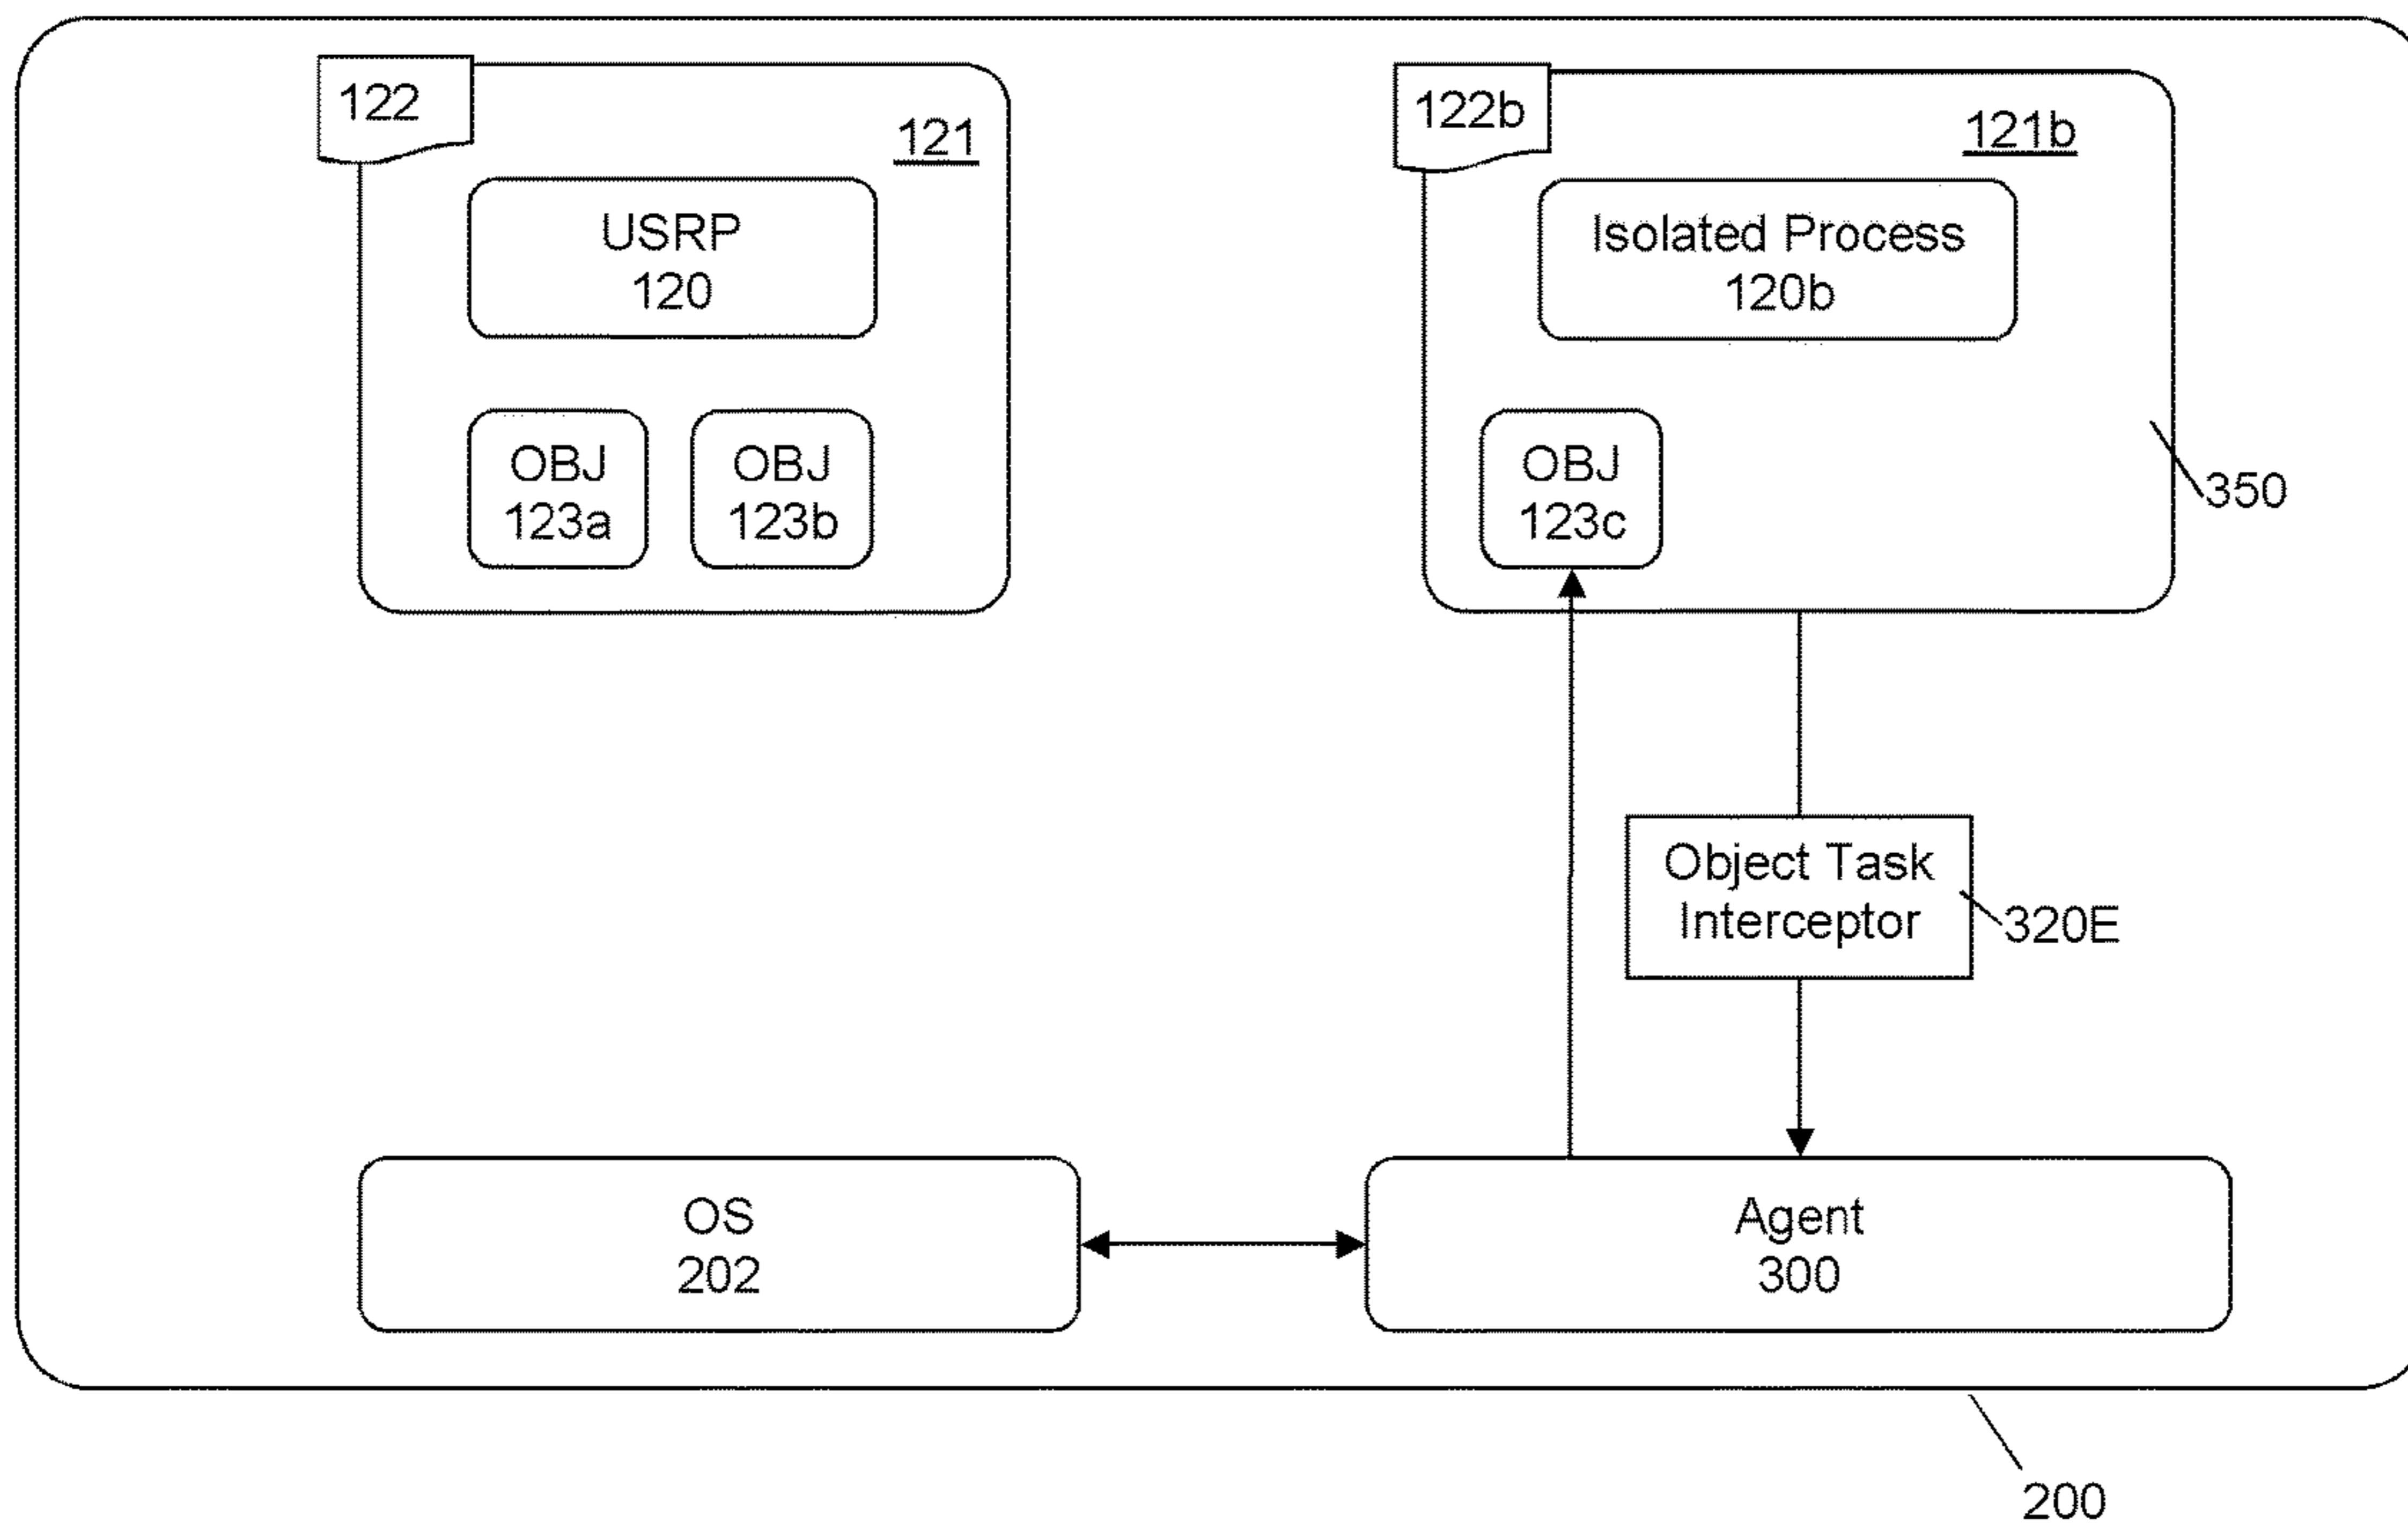 122
121
USRP
120
OBJ
123a
OBJ
123b
122b
121b
Isolated Process
120b
OBJ
123c
350
Object Task
Interceptor
320E
OS
202
Agent
300
200